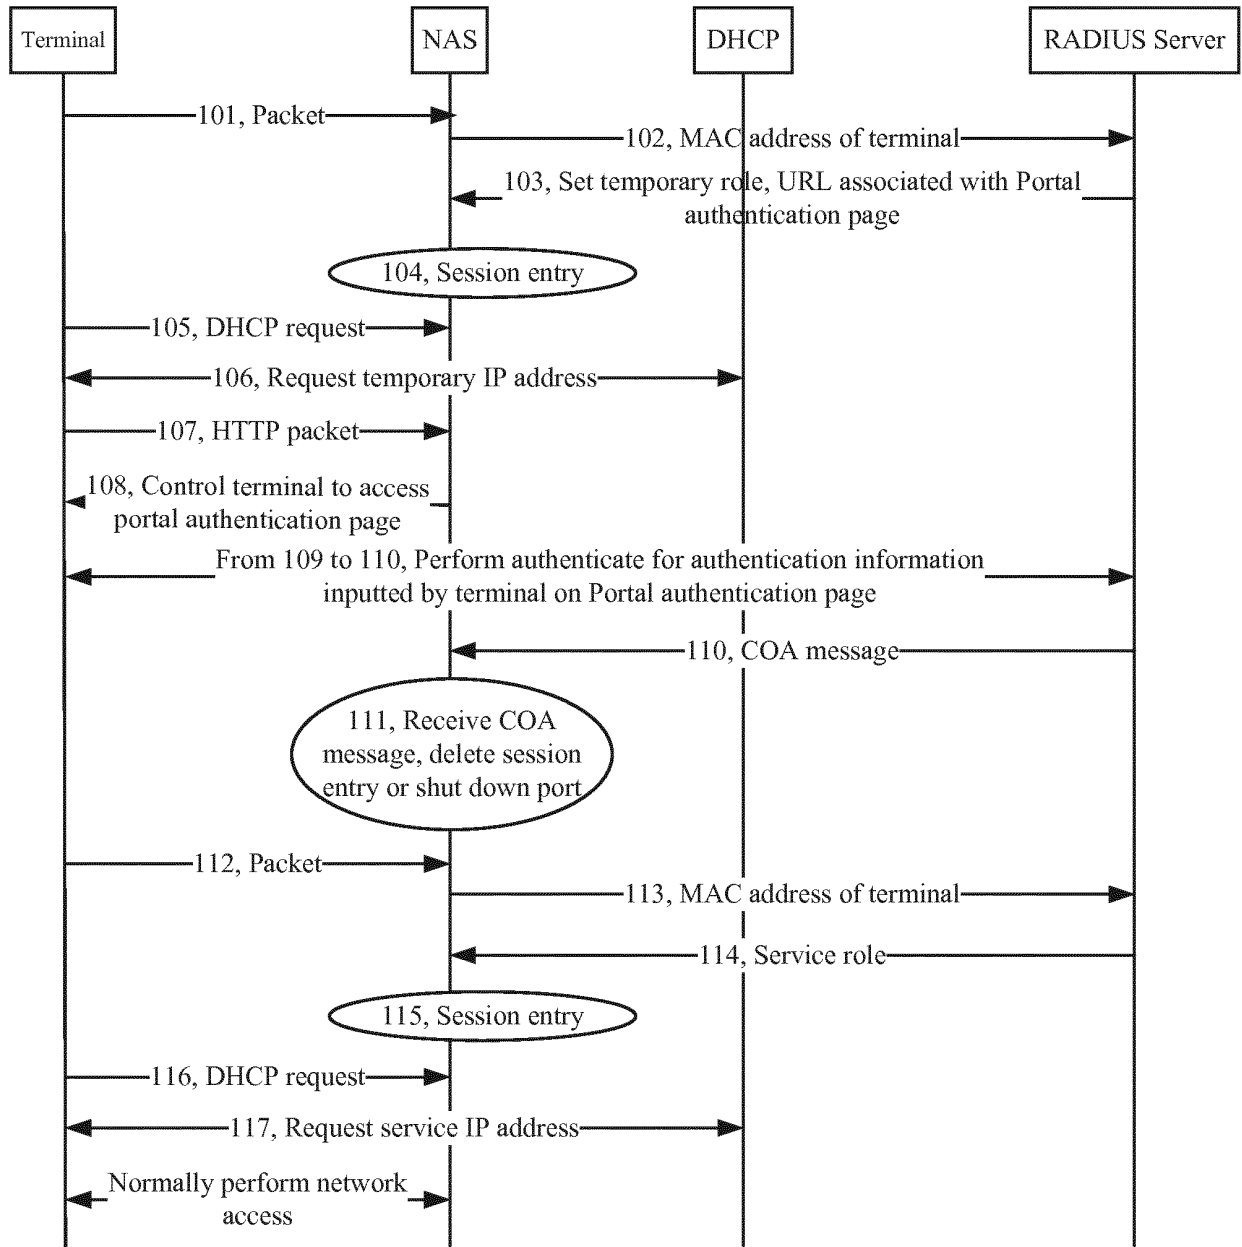 Terminal
NAS
DHCP
RADIUS Server
101, Packet
102, MAC address of terminal
103, Set temporary role, URL associated with Portal
authentication page
104, Session entry
105, DHCP request
106, Request temporary IP address
107, HTTP packet
108, Control terminal to access
portal authentication page
From 109 to 110, Perform authenticate for authentication information
inputted by terminal on Portal authentication page
110, COA message
111, Receive COA
message, delete session
entry or shut down port
112, Packet
113, MAC address of terminal
114, Service role
115, Session entry
116, DHCP request
117, Request service IP address
Normally perform network
access